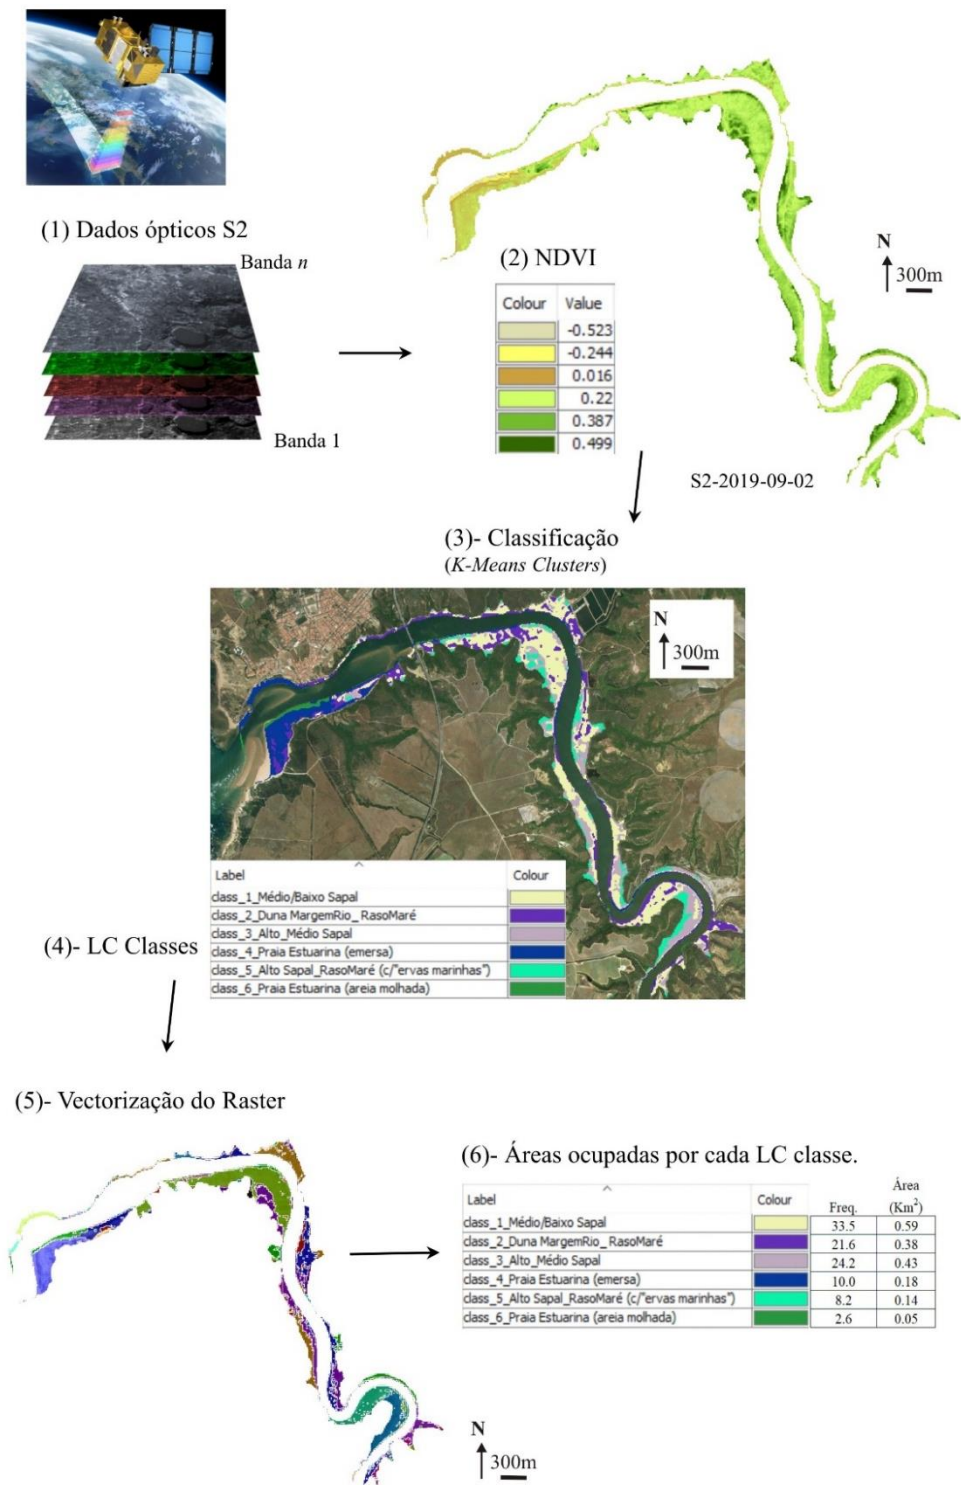 (1) Dados ópticos S2
Banda n
Banda 1
(2) NDVI
Colour Value
-0.523
-0.244
0.016
0.22
0.387
0.499
N
300m
S2-2019-09-02
(3)- Classificação
(K-Means Clusters)
N
300m
Label Colour
class_1_Médio/Baixo Sapal
class_2_Duna MargemRio_ RasoMaré
class_3_Alto_Médio Sapal
class_4_Praia Estuarina (emersa)
class_5_Alto Sapal_RasoMaré (c/"ervas marinhas")
class_6_Praia Estuarina (areia molhada)
(4)- LC Classes
(5)- Vectorização do Raster
N
300m
(6)- Áreas ocupadas por cada LC classe.
Label Colour Freq. Área (Km2)
class_1_Médio/Baixo Sapal 33.5 0.59
class_2_Duna MargemRio_ RasoMaré 21.6 0.38
class_3_Alto_Médio Sapal 24.2 0.43
class_4_Praia Estuarina (emersa) 10.0 0.18
class_5_Alto Sapal_RasoMaré (c/"ervas marinhas") 8.2 0.14
class_6_Praia Estuarina (areia molhada) 2.6 0.05